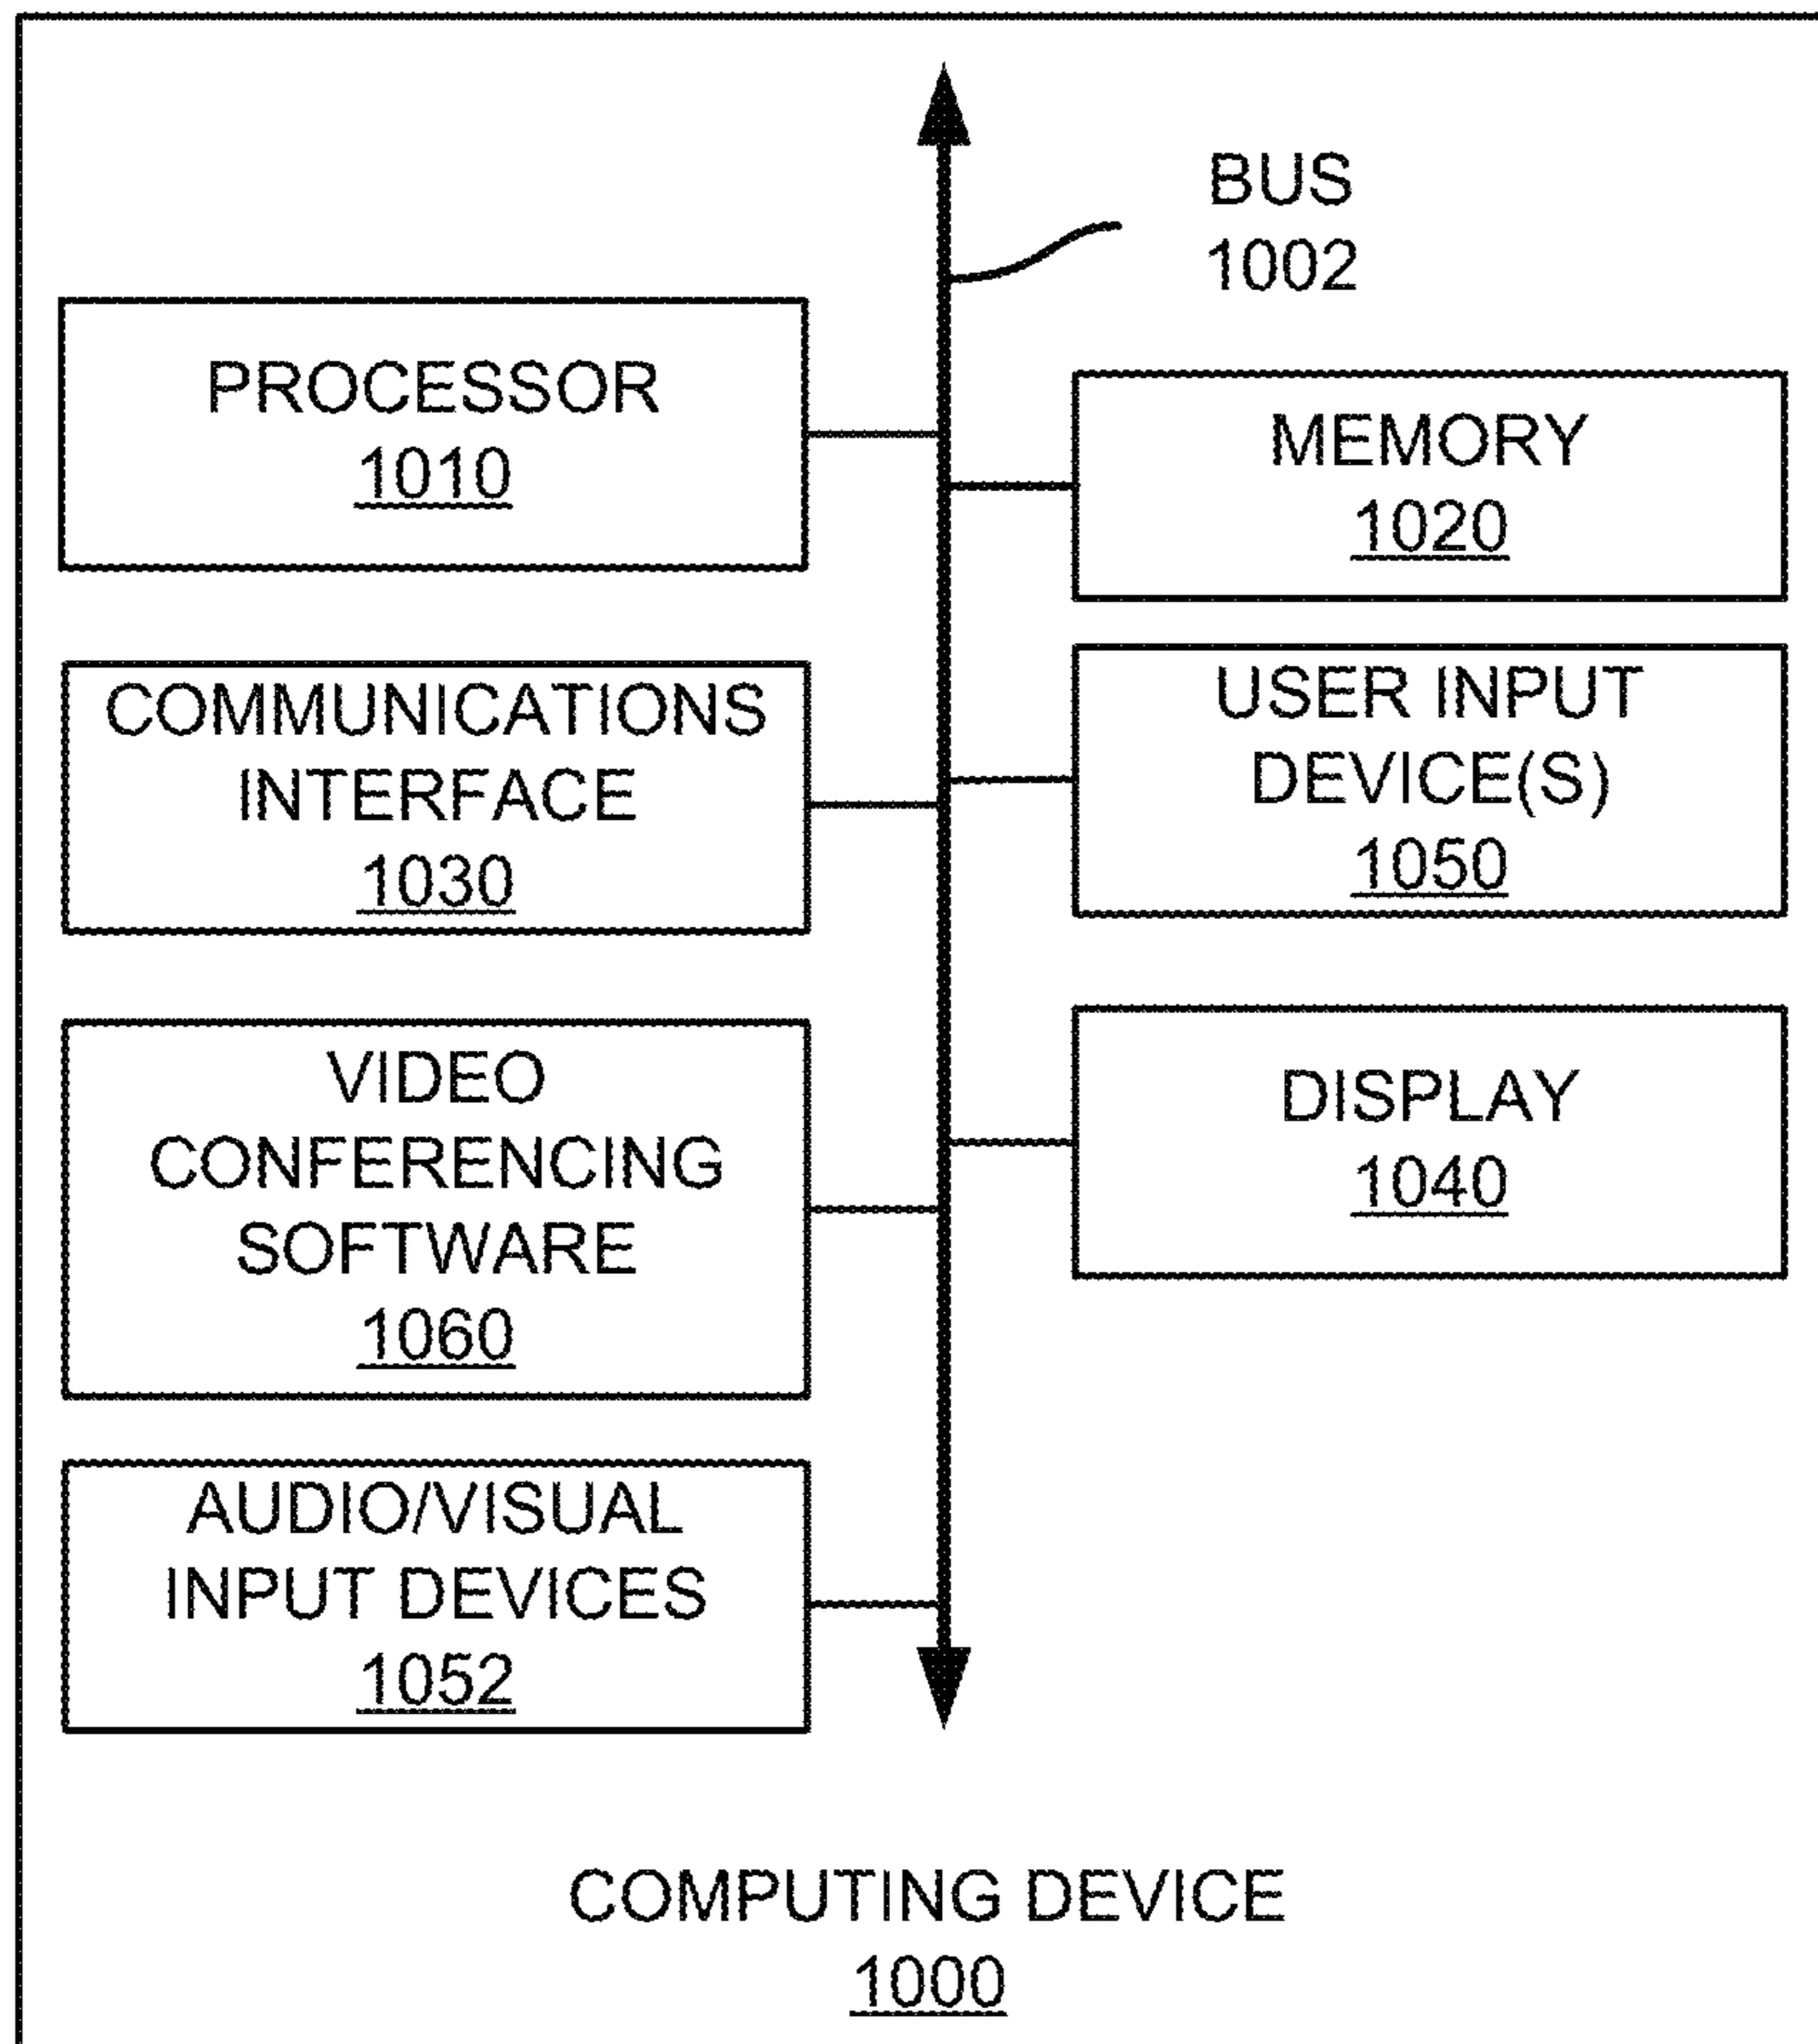 BUS
1002
PROCESSOR
1010
MEMORY
1020
COMMUNICATIONS
INTERFACE
1030
USER INPUT
DEVICE(S)
1050
VIDEO
CONFERENCING
SOFTWARE
1060
DISPLAY
1040
AUDIO/VISUAL
INPUT DEVICES
1052
COMPUTING DEVICE
1000